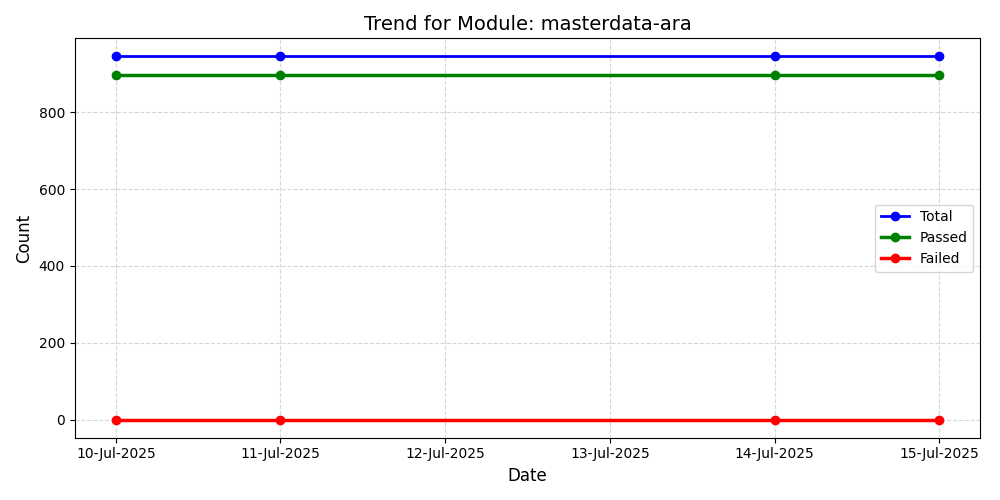 Trend for Module: masterdata-ara
Count
800
600
400
200
0
Total
Passed
Failed
10-Jul-2025
11-Jul-2025
12-Jul-2025
13-Jul-2025
14-Jul-2025
15-Jul-2025
Date